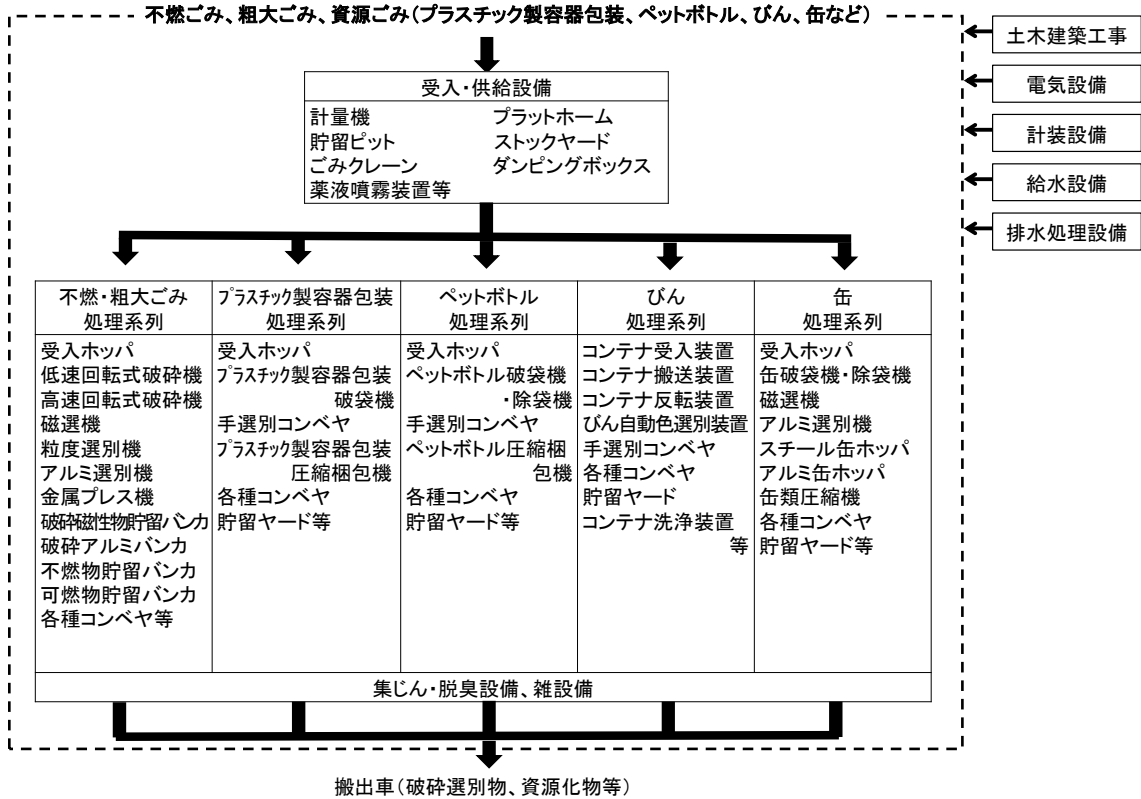 不燃ごみ、粗大ごみ、資源ごみ(プラスチック製容器包装、ペットボトル、びん、缶など)
土木建築工事
電気設備
計装設備
給水設備
排水処理設備
受入・供給設備
計量機 プラットホーム
貯留ピット ストックヤード
ごみクレーン ダンピングボックス
薬液噴霧装置等
不燃・粗大ごみ
処理系列
受入ホッパ
低速回転式破砕機
高速回転式破砕機
磁選機
粒度選別機
アルミ選別機
金属プレス機
破砕磁性物貯留バンカ
破砕アルミバンカ
不燃物貯留バンカ
可燃物貯留バンカ
各種コンベヤ等
プラスチック製容器包装
処理系列
受入ホッパ
プラスチック製容器包装
破袋機
手選別コンベヤ
プラスチック製容器包装
圧縮梱包機
各種コンベヤ
貯留ヤード等
ペットボトル
処理系列
受入ホッパ
ペットボトル破袋機
・除袋機
手選別コンベヤ
ペットボトル圧縮梱
包機
各種コンベヤ
貯留ヤード等
びん
処理系列
コンテナ受入装置
コンテナ搬送装置
コンテナ反転装置
びん自動色選別装置
手選別コンベヤ
各種コンベヤ
貯留ヤード
コンテナ洗浄装置
等
缶
処理系列
受入ホッパ
缶破袋機・除袋機
磁選機
アルミ選別機
スチール缶ホッパ
アルミ缶ホッパ
缶類圧縮機
各種コンベヤ
貯留ヤード等
集じん・脱臭設備、雑設備
搬出車(破砕選別物、資源化物等)